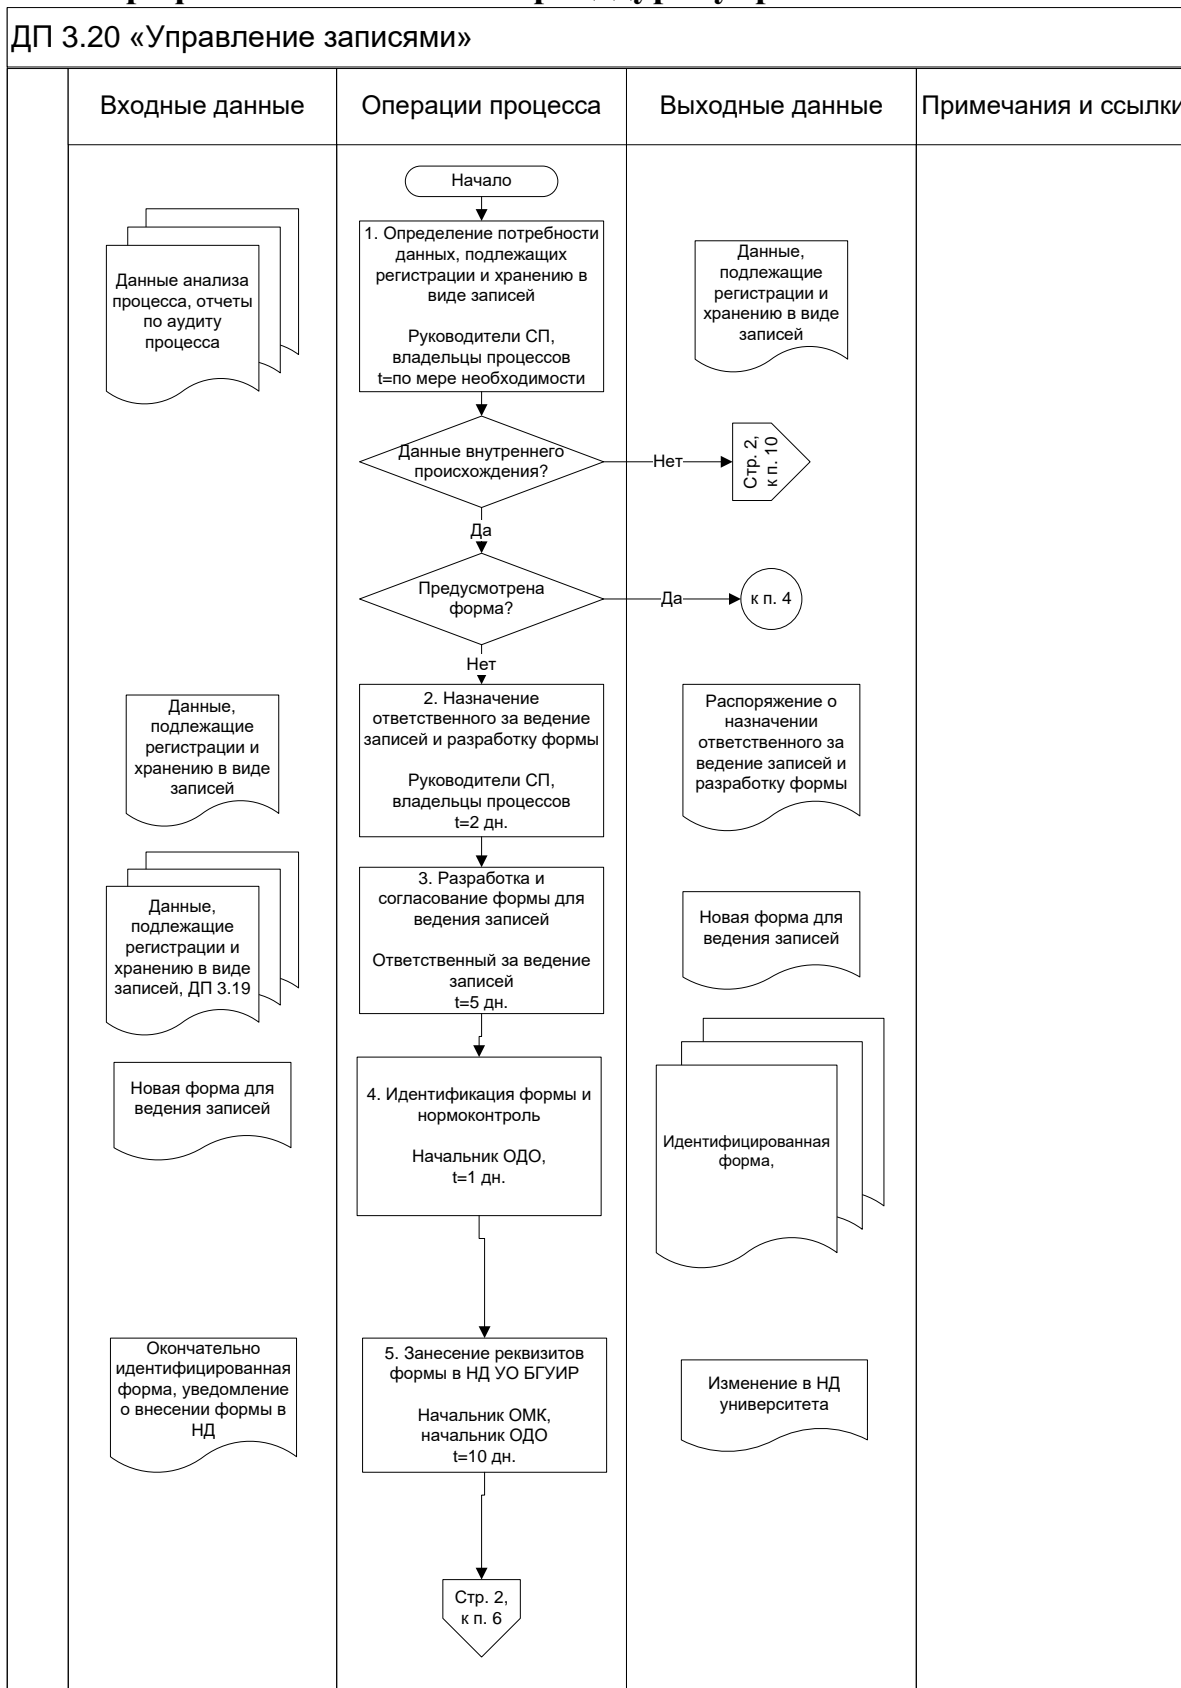 ДП 3.20 «Управление записями»
Входные данные
Операции процесса
Выходные данные
Примечания и ссылки
Начало
Данные анализа
процесса, отчеты
по аудиту
процесса
1. Определение потребности
данных, подлежащих
регистрации и хранению в
виде записей
Руководители СП,
владельцы процессов
t=по мере необходимости
Данные,
подлежащие
регистрации и
хранению в виде
записей
Данные внутреннего
происхождения?
Нет
Стр. 2,
к п. 10
Да
Предусмотрена
форма?
Да
к п. 4
Нет
Данные,
подлежащие
регистрации и
хранению в виде
записей
2. Назначение
ответственного за ведение
записей и разработку формы
Руководители СП,
владельцы процессов
t=2 дн.
Распоряжение о
назначении
ответственного за
ведение записей и
разработку формы
Данные,
подлежащие
регистрации и
хранению в виде
записей, ДП 3.19
3. Разработка и
согласование формы для
ведения записей
Ответственный за ведение
записей
t=5 дн.
Новая форма для
ведения записей
Новая форма для
ведения записей
4. Идентификация формы и
нормоконтроль
Начальник ОДО,
t=1 дн.
Идентифицированная
форма,
Окончательно
идентифицированная
форма, уведомление
о внесении формы в
НД
5. Занесение реквизитов
формы в НД УО БГУИР
Начальник ОМК,
начальник ОДО
t=10 дн.
Изменение в НД
университета
Стр. 2,
к п. 6